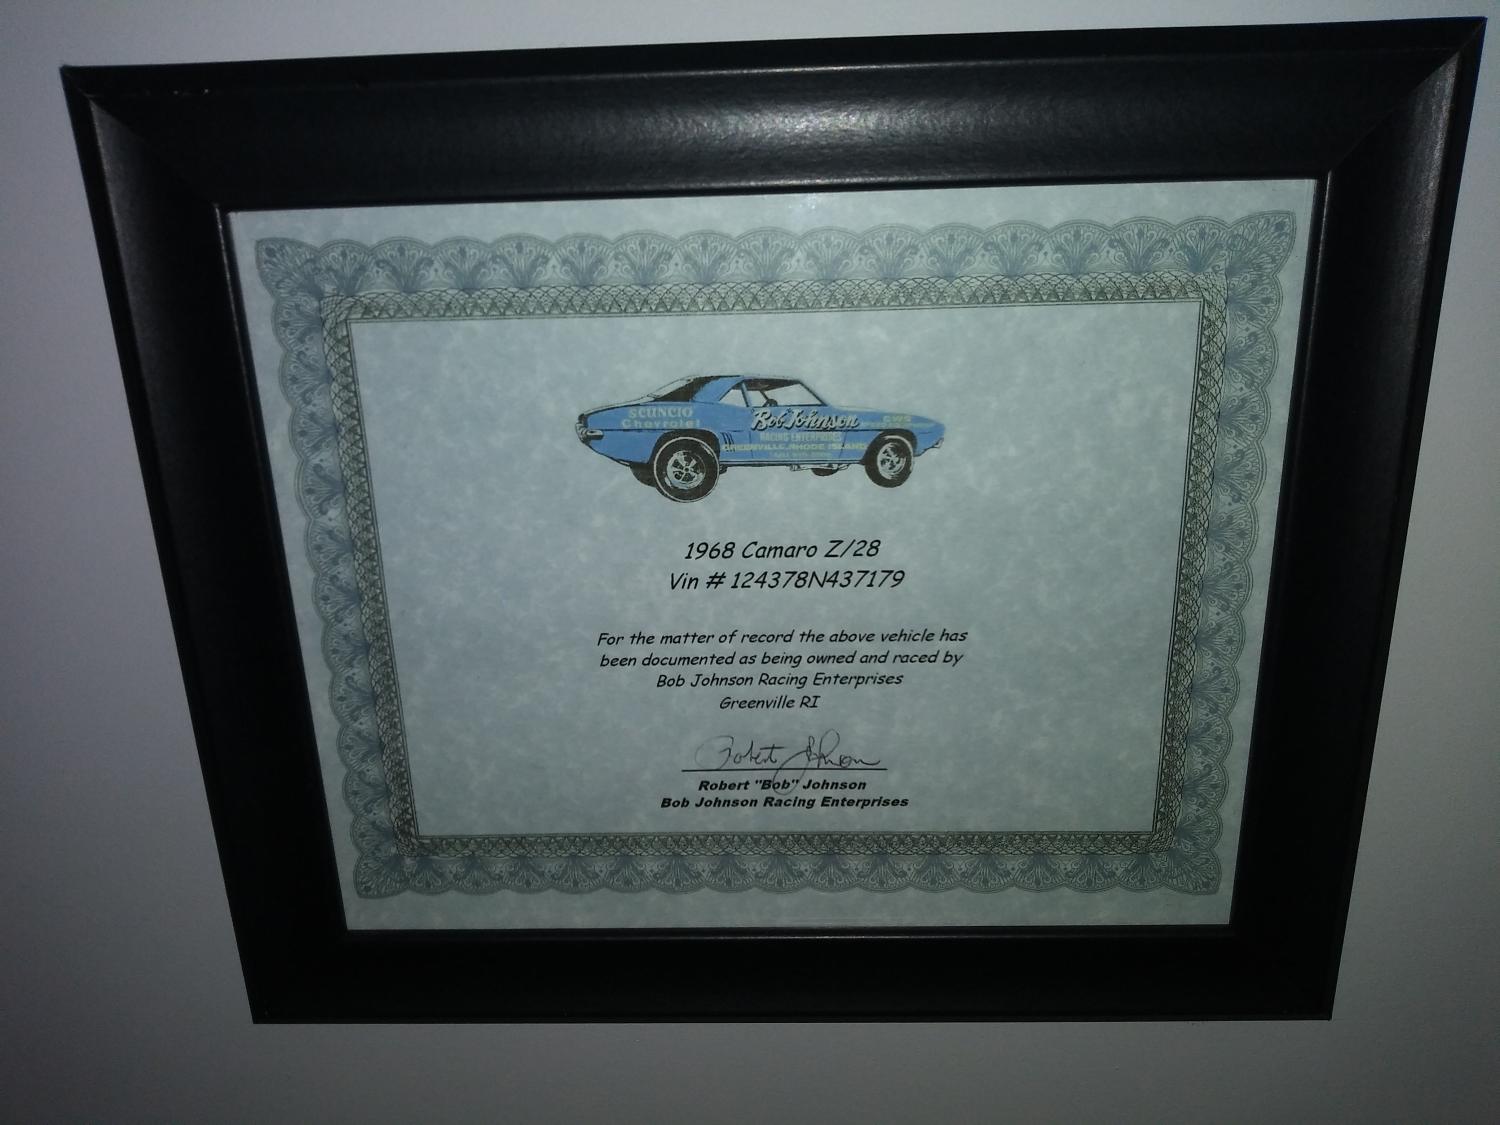 SCUNCIO
Chevrolet
Bob Johnson
RACING ENTERPRISES
GREENVILLE, RHODE ISLAND
1968 Camaro Z/28
Vin # 124378N437179
For the matter of record the above vehicle has
been documented as being owned and raced by
Bob Johnson Racing Enterprises
Greenville RI
Robert Johnson
Robert "Bob" Johnson
Bob Johnson Racing Enterprises